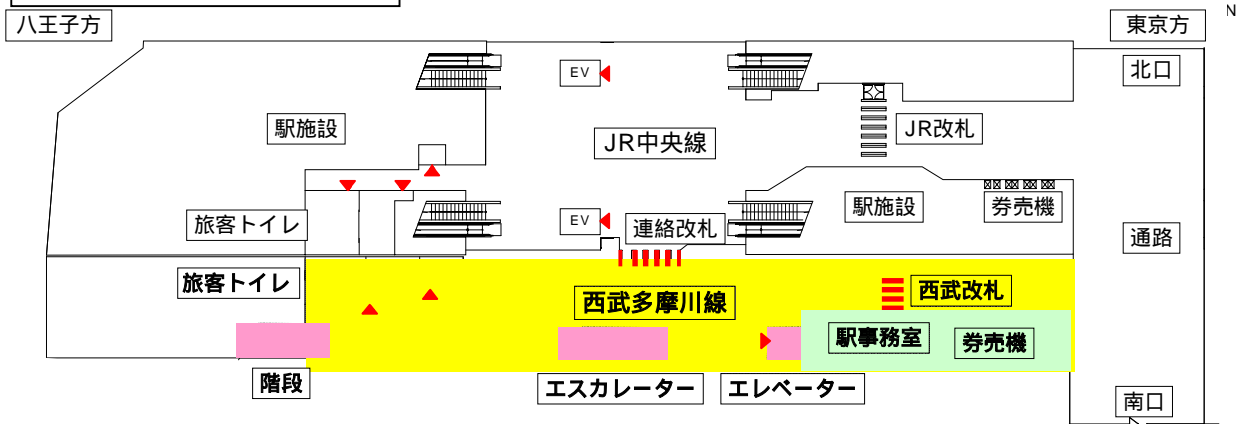 八王子方
東京方
N
北口
EV
駅施設
JR中央線
JR改札
旅客トイレ
EV
連絡改札
駅施設
券売機
通路
旅客トイレ
西武多摩川線
西武改札
駅事務室
券売機
階段
エスカレーター
エレベーター
南口